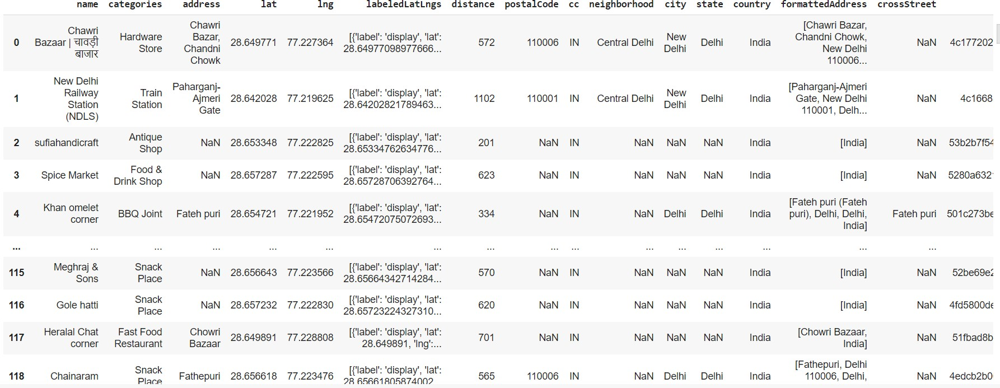 name categories address lat lng labeledLatLngs distance postalCode cc neighborhood city state country formattedAddress crossStreet
0 Chawri Bazaar | चावड़ी बाजार Hardware Store Chawri Bazar, Chandni Chowk 28.649771 77.227364 [{'label': 'display', 'lat': 28.64977098977666... 572 110006 IN Central Delhi New Delhi Delhi India [Chawri Bazar, Chandni Chowk, New Delhi 110006... NaN 4c177202
1 New Delhi Railway Station (NDLS) Train Station Paharganj-Ajmeri Gate 28.642028 77.219625 [{'label': 'display', 'lat': 28.64202821789463... 1102 110001 IN Central Delhi New Delhi Delhi India [Paharganj-Ajmeri Gate, New Delhi 110001, Delh... NaN 4c1668
2 sufiahandicraft Antique Shop NaN 28.653348 77.222825 [{'label': 'display', 'lat': 28.65334762634776... 201 NaN IN NaN NaN NaN India [India] NaN 53b2b7f54
3 Spice Market Food & Drink Shop NaN 28.657287 77.222595 [{'label': 'display', 'lat': 28.65728706392764... 623 NaN IN NaN NaN NaN India [India] NaN 5280a632
4 Khan omelet corner BBQ Joint Fateh puri 28.654721 77.221952 [{'label': 'display', 'lat': 28.65472075072693... 334 NaN IN NaN Delhi Delhi India [Fateh puri (Fateh puri), Delhi, Delhi, India] Fateh puri 501c273be
... ... ... ... ... ... ... ... ... ... ... ... ... ... ... ...
115 Meghraj & Sons Snack Place NaN 28.656643 77.223566 [{'label': 'display', 'lat': 28.65664342714284... 570 NaN IN NaN NaN NaN India [India] NaN 52be69e2
116 Gole hatti Snack Place NaN 28.657232 77.222830 [{'label': 'display', 'lat': 28.65723224327310... 620 NaN IN NaN NaN NaN India [India] NaN 4fd5800de
117 Heralal Chat corner Fast Food Restaurant Chowri Bazaar 28.649891 77.228808 [{'label': 'display', 'lat': 28.649891, 'lng':... 701 NaN IN NaN NaN NaN India [Chowri Bazaar, India] NaN 51fbad8b
118 Chainaram Snack Place Fathepuri 28.656618 77.223476 [{'label': 'display', 'lat': 28.65661805874002... 565 110006 IN NaN Delhi Delhi India [Fathepuri, Delhi 110006, Delhi, NaN 4edcb2b0